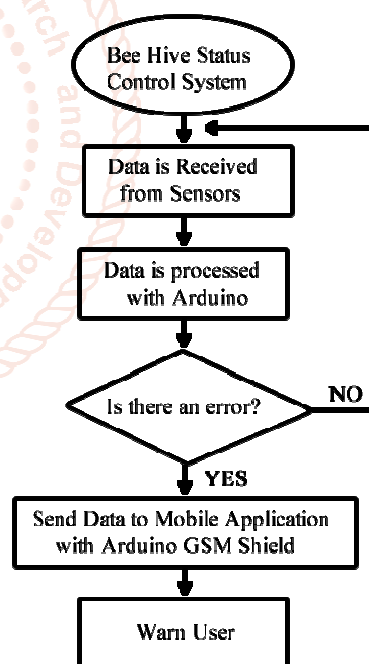 Bee Hive Status
Control System
Data is Received
from Sensors
Data is processed
with Arduino
Is there an error?
NO
YES
Send Data to Mobile Application
with Arduino GSM Shield
Warn User
and